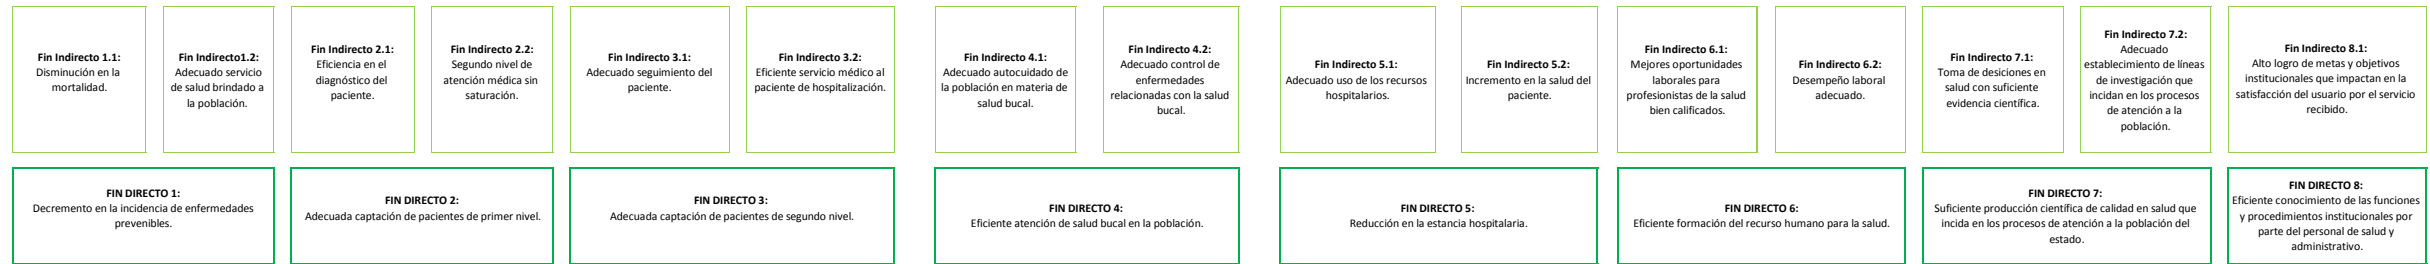 Fin Indirecto 1.1:
Disminución en la
mortalidad.
Fin Indirecto1.2:
Adecuado servicio
de salud brindado a
la población.
Fin Indirecto 2.1:
Eficiencia en el
diagnóstico del
paciente.
Fin Indirecto 2.2:
Segundo nivel de
atención médica sin
saturación.
Fin Indirecto 3.1:
Adecuado seguimiento del
paciente.
Fin Indirecto 3.2:
Eficiente servicio médico al
paciente de hospitalización.
Fin Indirecto 4.1:
Adecuado autocuidado de
la población en materia de
salud bucal.
Fin Indirecto 4.2:
Adecuado control de
enfermedades
relacionadas con la salud
bucal.
Fin Indirecto 5.1:
Adecuado uso de los recursos
hospitalarios.
Fin Indirecto 5.2:
Incremento en la salud del
paciente.
Fin Indirecto 6.1:
Mejores oportunidades
laborales para
profesionistas de la salud
bien calificados.
Fin Indirecto 6.2:
Desempeño laboral
adecuado.
Fin Indirecto 7.1:
Toma de desiciones en
salud con suficiente
evidencia científica.
Fin Indirecto 7.2:
Adecuado
establecimiento de líneas
de investigación que
incidan en los procesos
de atención a la
población.
Fin Indirecto 8.1:
Alto logro de metas y objetivos
institucionales que impactan en la
satisfacción del usuario por el servicio
recibido.
FIN DIRECTO 1:
Decremento en la incidencia de enfermedades
prevenibles.
FIN DIRECTO 2:
Adecuada captación de pacientes de primer nivel.
FIN DIRECTO 3:
Adecuada captación de pacientes de segundo nivel.
FIN DIRECTO 4:
Eficiente atención de salud bucal en la población.
FIN DIRECTO 5:
Reducción en la estancia hospitalaria.
FIN DIRECTO 6:
Eficiente formación del recurso humano para la salud.
FIN DIRECTO 7:
Suficiente producción científica de calidad en salud que
incida en los procesos de atención a la población del
estado.
FIN DIRECTO 8:
Eficiente conocimiento de las funciones
y procedimientos institucionales por
parte del personal de salud y
administrativo.